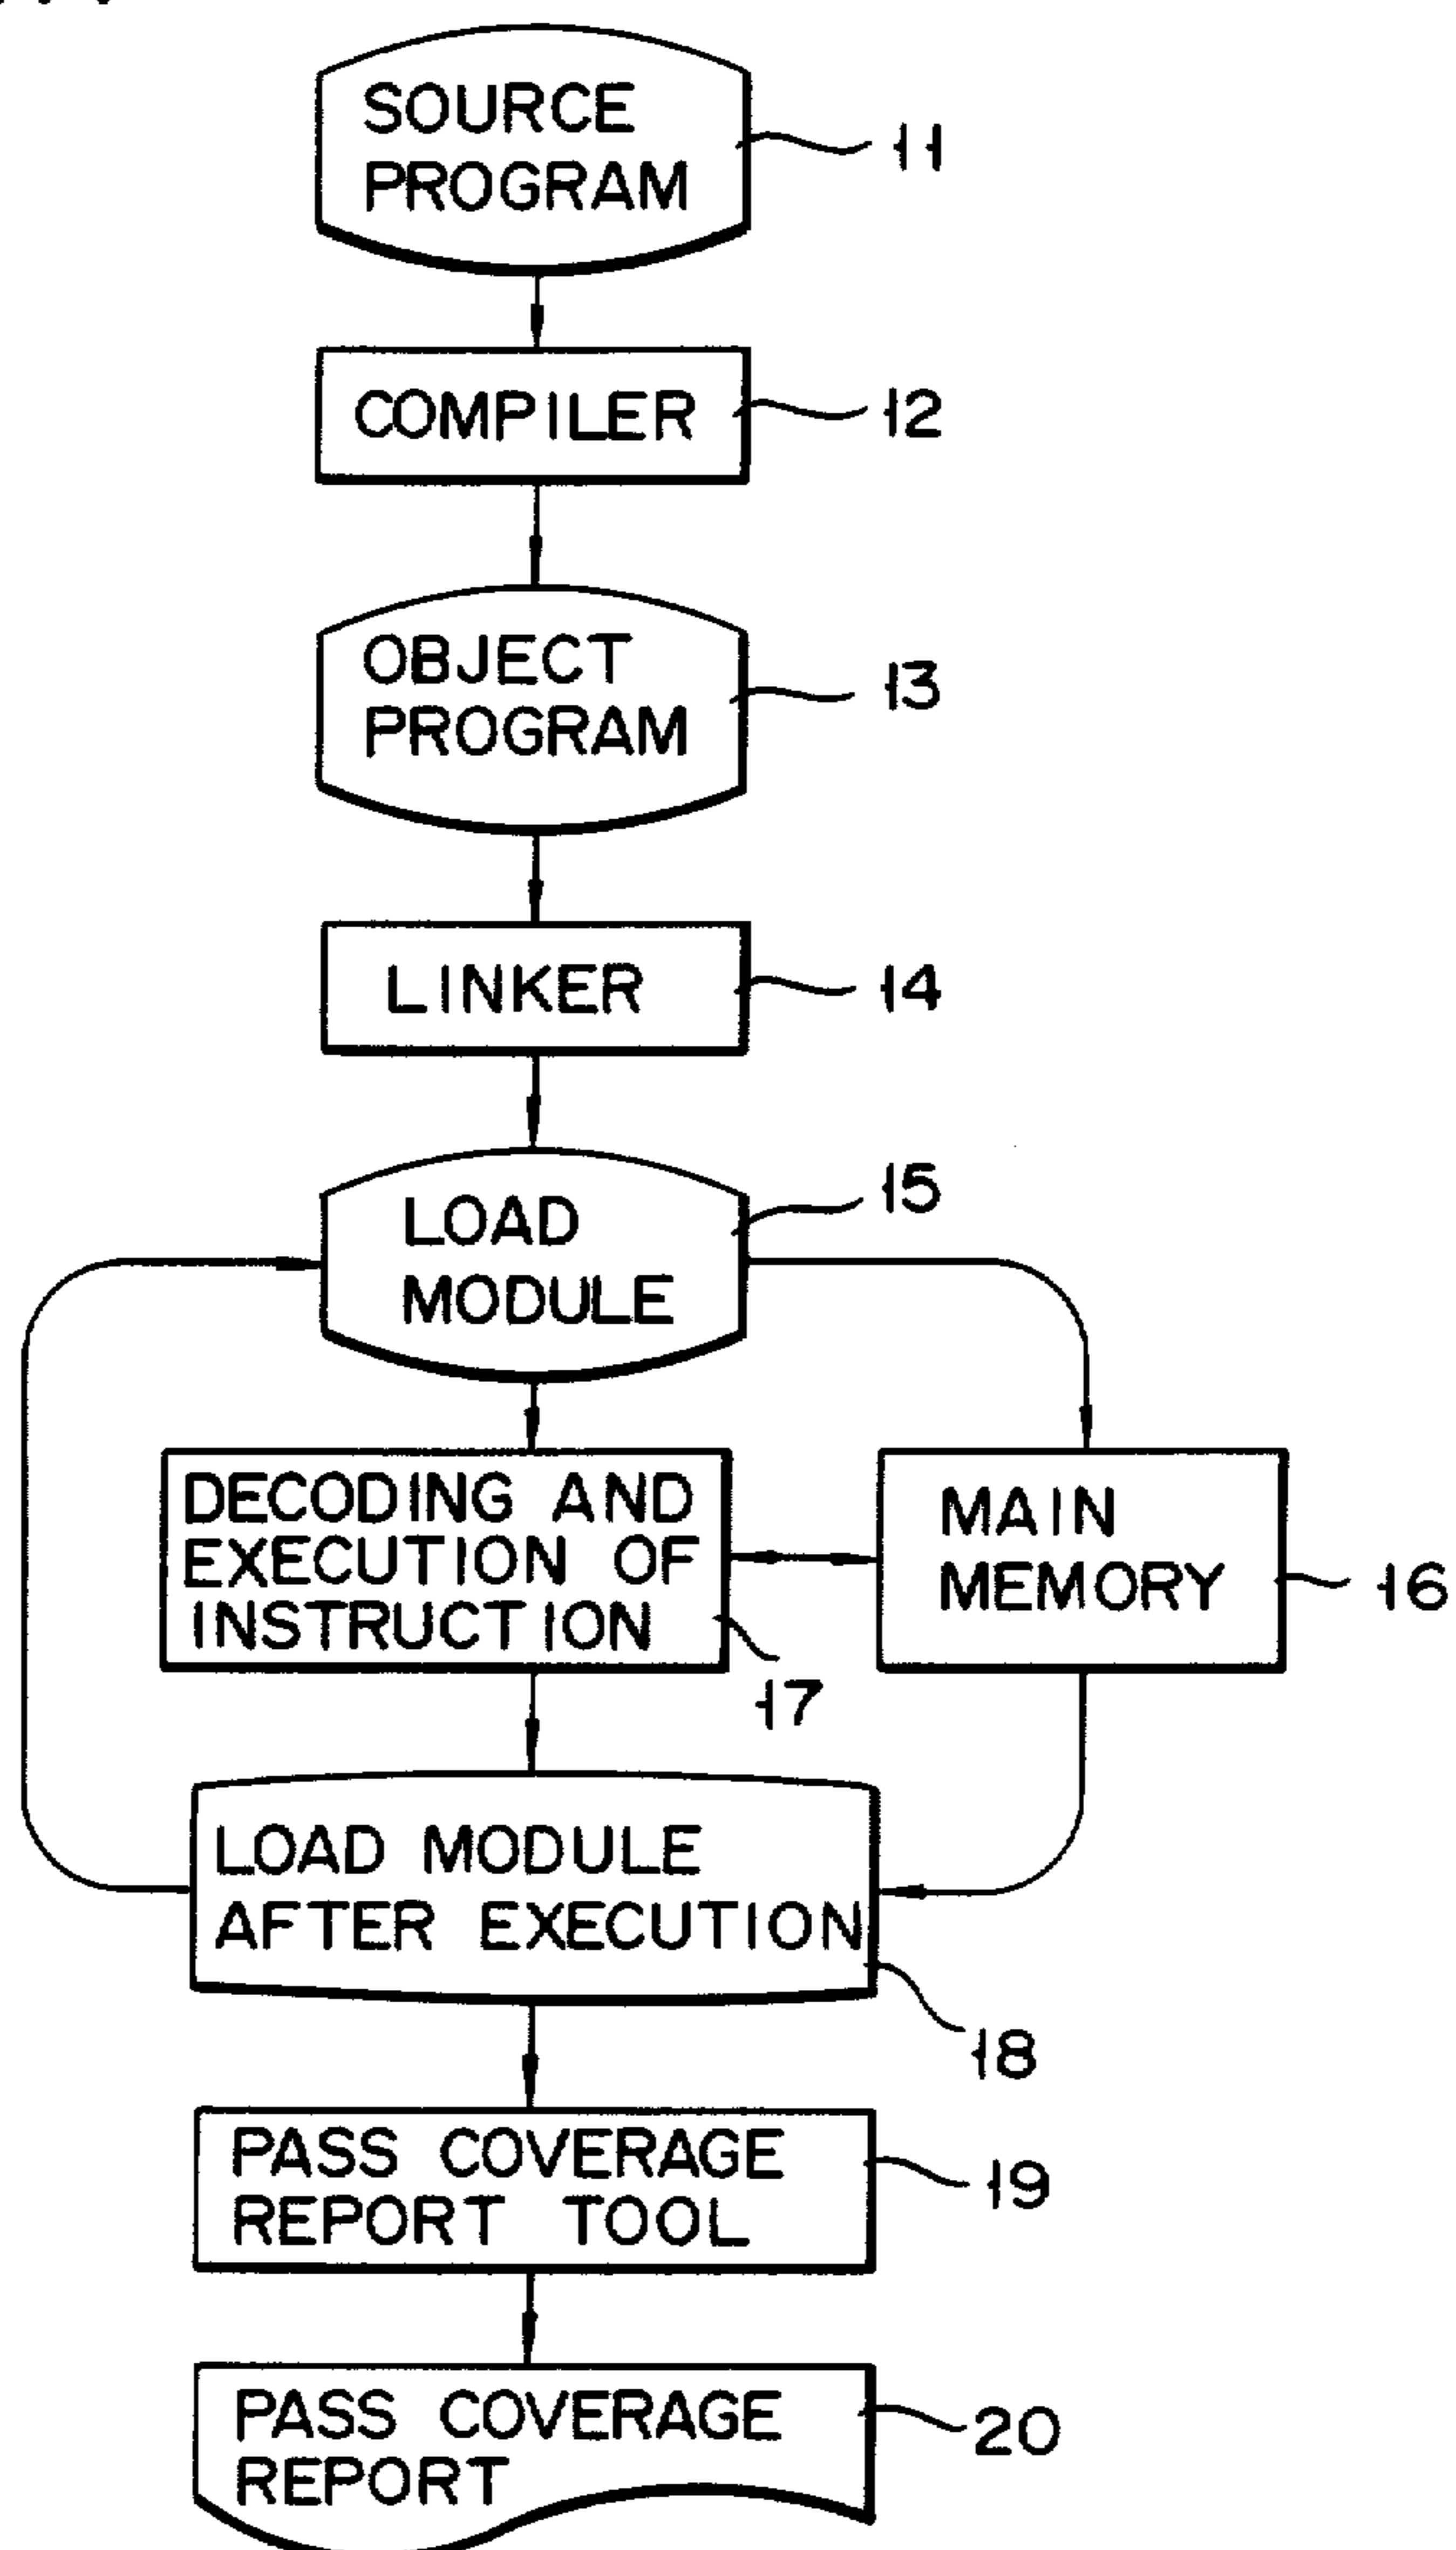 SOURCE
PROGRAM
11
COMPILER
12
OBJECT
PROGRAM
13
LINKER
14
LOAD
MODULE
15
DECODING AND
EXECUTION OF
INSTRUCTION
17
MAIN
MEMORY
16
LOAD MODULE
AFTER EXECUTION
18
PASS COVERAGE
REPORT TOOL
19
PASS COVERAGE
REPORT
20